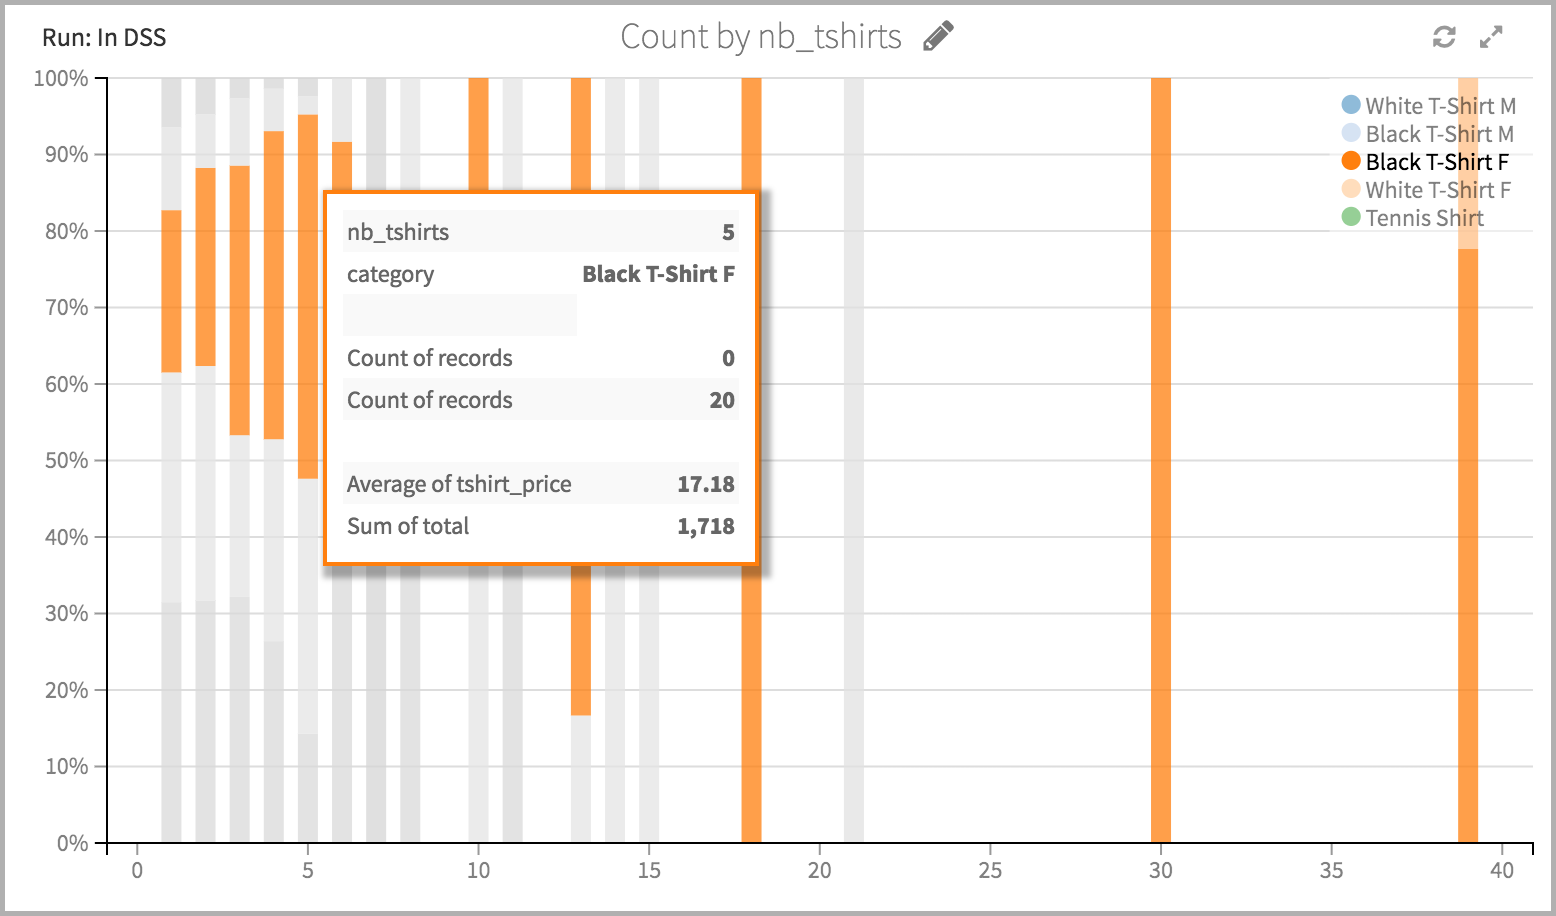 Run: In DSS
Count by nb_tshirts
100%
90%
80%
70%
60%
50%
40%
30%
20%
10%
0%
White T-Shirt M
Black T-Shirt M
Black T-Shirt F
White T-Shirt F
Tennis Shirt
nb_tshirts 5
category Black T-Shirt F
Count of records 0
Count of records 20
Average of tshirt_price 17.18
Sum of total 1,718
0 5 10 15 20 25 30 35 40